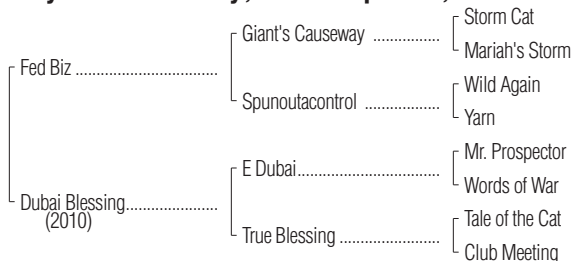 Storm Cat
Giant's Causeway ................
Mariah's Storm
Fed Biz ..................................
Wild Again
Spunoutacontrol ..................
Yarn
Mr. Prospector
E Dubai..................................
Words of War
Dubai Blessing......................
(2010)
Tale of the Cat
True Blessing ........................
Club Meeting